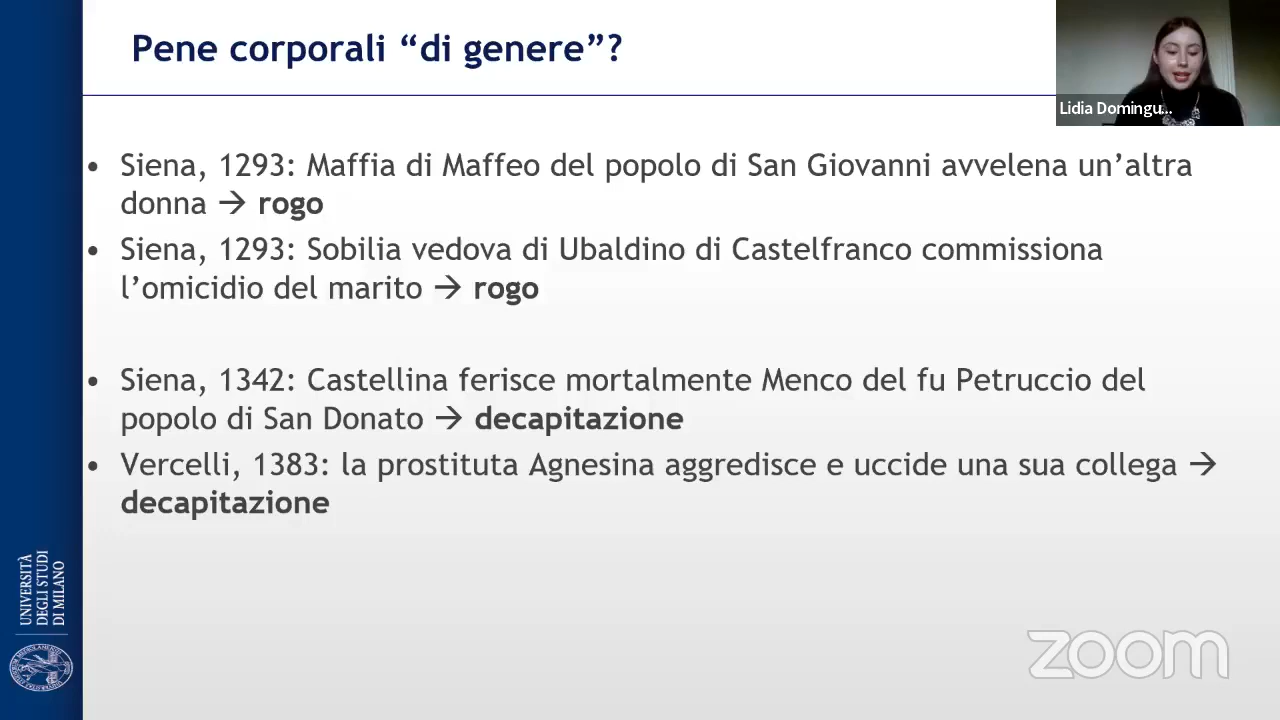 Pene corporali “di genere”?
Lidia Domingu...
• Siena, 1293: Maffia di Maffeo del popolo di San Giovanni avvelena un’altra
donna → rogo
• Siena, 1293: Sobilia vedova di Ubaldino di Castelfranco commissiona
l’omicidio del marito → rogo
• Siena, 1342: Castellina ferisce mortalmente Menco del fu Petruccio del
popolo di San Donato → decapitazione
• Vercelli, 1383: la prostituta Agnesina aggredisce e uccide una sua collega →
decapitazione
UNIVERSITÀ
DEGLI STUDI
DI MILANO
zoom